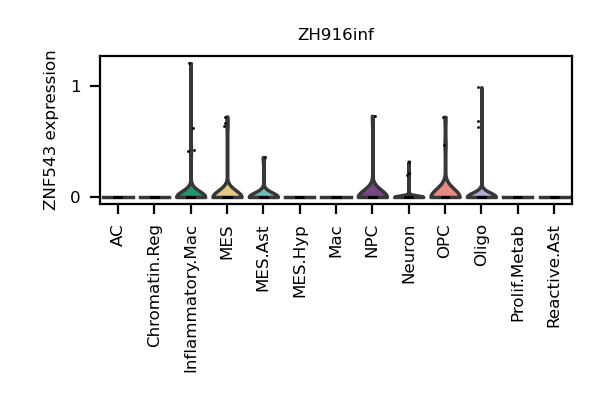 ZH916inf
ZNF543 expression
1
0
AC
Chromatin.Reg
Inflammatory.Mac
MES
MES.Ast
MES.Hyp
Mac
NPC
Neuron
OPC
Oligo
Prolif.Metab
Reactive.Ast